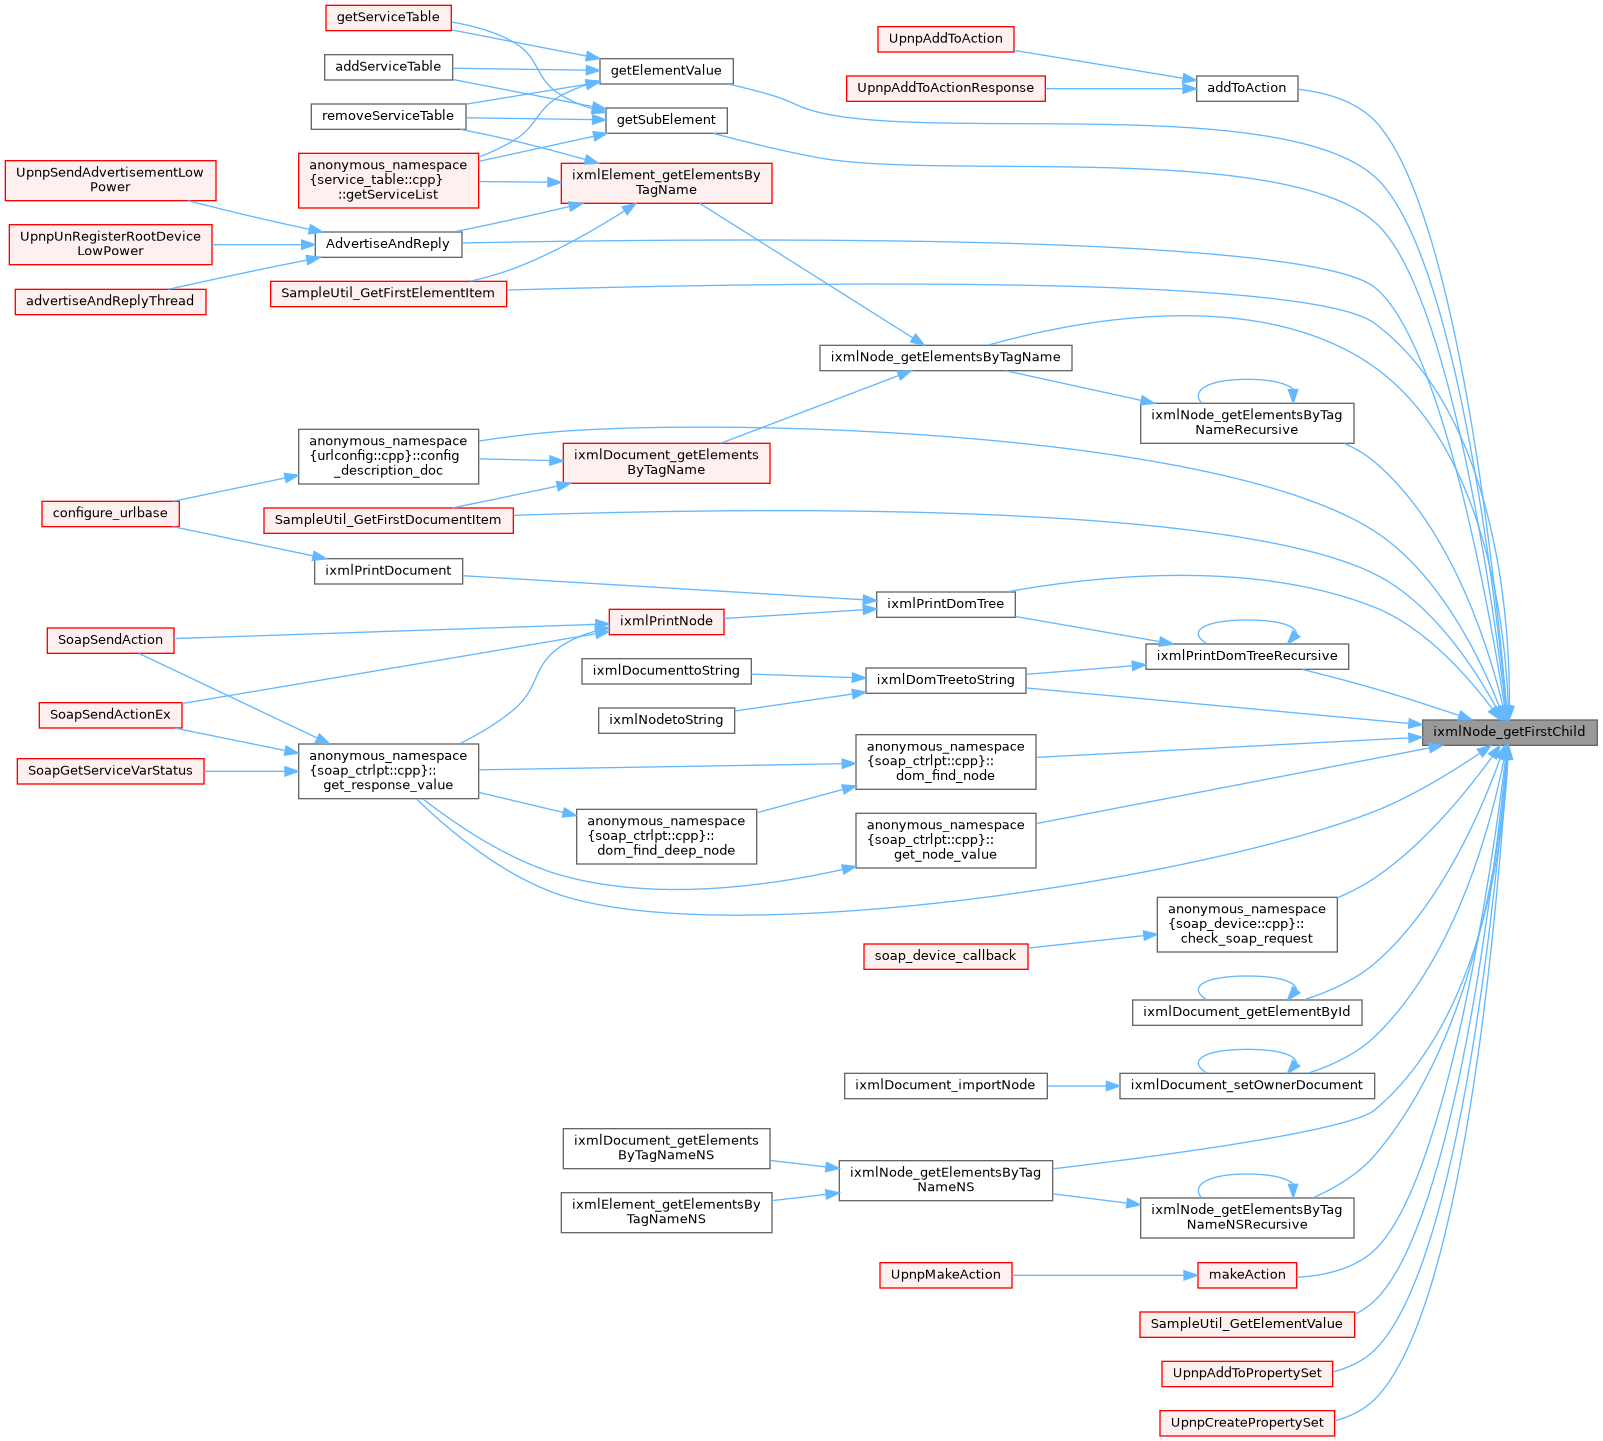 getServiceTable
UpnpAddToAction
addServiceTable
getElementValue
UpnpAddToActionResponse
addToAction
removeServiceTable
getSubElement
anonymous_namespace
{service_table::cpp}
::getServiceList
ixmlElement_getElementsBy
TagName
UpnpSendAdvertisementLow
Power
UpnpUnRegisterRootDevice
LowPower
AdvertiseAndReply
advertiseAndReplyThread
SampleUtil_GetFirstElementItem
ixmlNode_getElementsByTagName
ixmlNode_getElementsByTag
NameRecursive
anonymous_namespace
{urlconfig::cpp}::config
_description_doc
ixmlDocument_getElements
ByTagName
configure_urlbase
SampleUtil_GetFirstDocumentItem
ixmlPrintDocument
ixmlPrintDomTree
ixmlPrintNode
SoapSendAction
ixmlPrintDomTreeRecursive
ixmlDocumenttoString
ixmlDomTreetoString
SoapSendActionEx
ixmlNodetoString
ixmlNode_getFirstChild
anonymous_namespace
{soap_ctrlpt::cpp}::
dom_find_node
SoapGetServiceVarStatus
anonymous_namespace
{soap_ctrlpt::cpp}::
get_response_value
anonymous_namespace
{soap_ctrlpt::cpp}::
dom_find_deep_node
anonymous_namespace
{soap_ctrlpt::cpp}::
get_node_value
anonymous_namespace
{soap_device::cpp}::
check_soap_request
soap_device_callback
ixmlDocument_getElementById
ixmlDocument_importNode
ixmlDocument_setOwnerDocument
ixmlDocument_getElements
ByTagNameNS
ixmlNode_getElementsByTag
NameNS
ixmlElement_getElementsBy
TagNameNS
ixmlNode_getElementsByTag
NameNSRecursive
UpnpMakeAction
makeAction
SampleUtil_GetElementValue
UpnpAddToPropertySet
UpnpCreatePropertySet